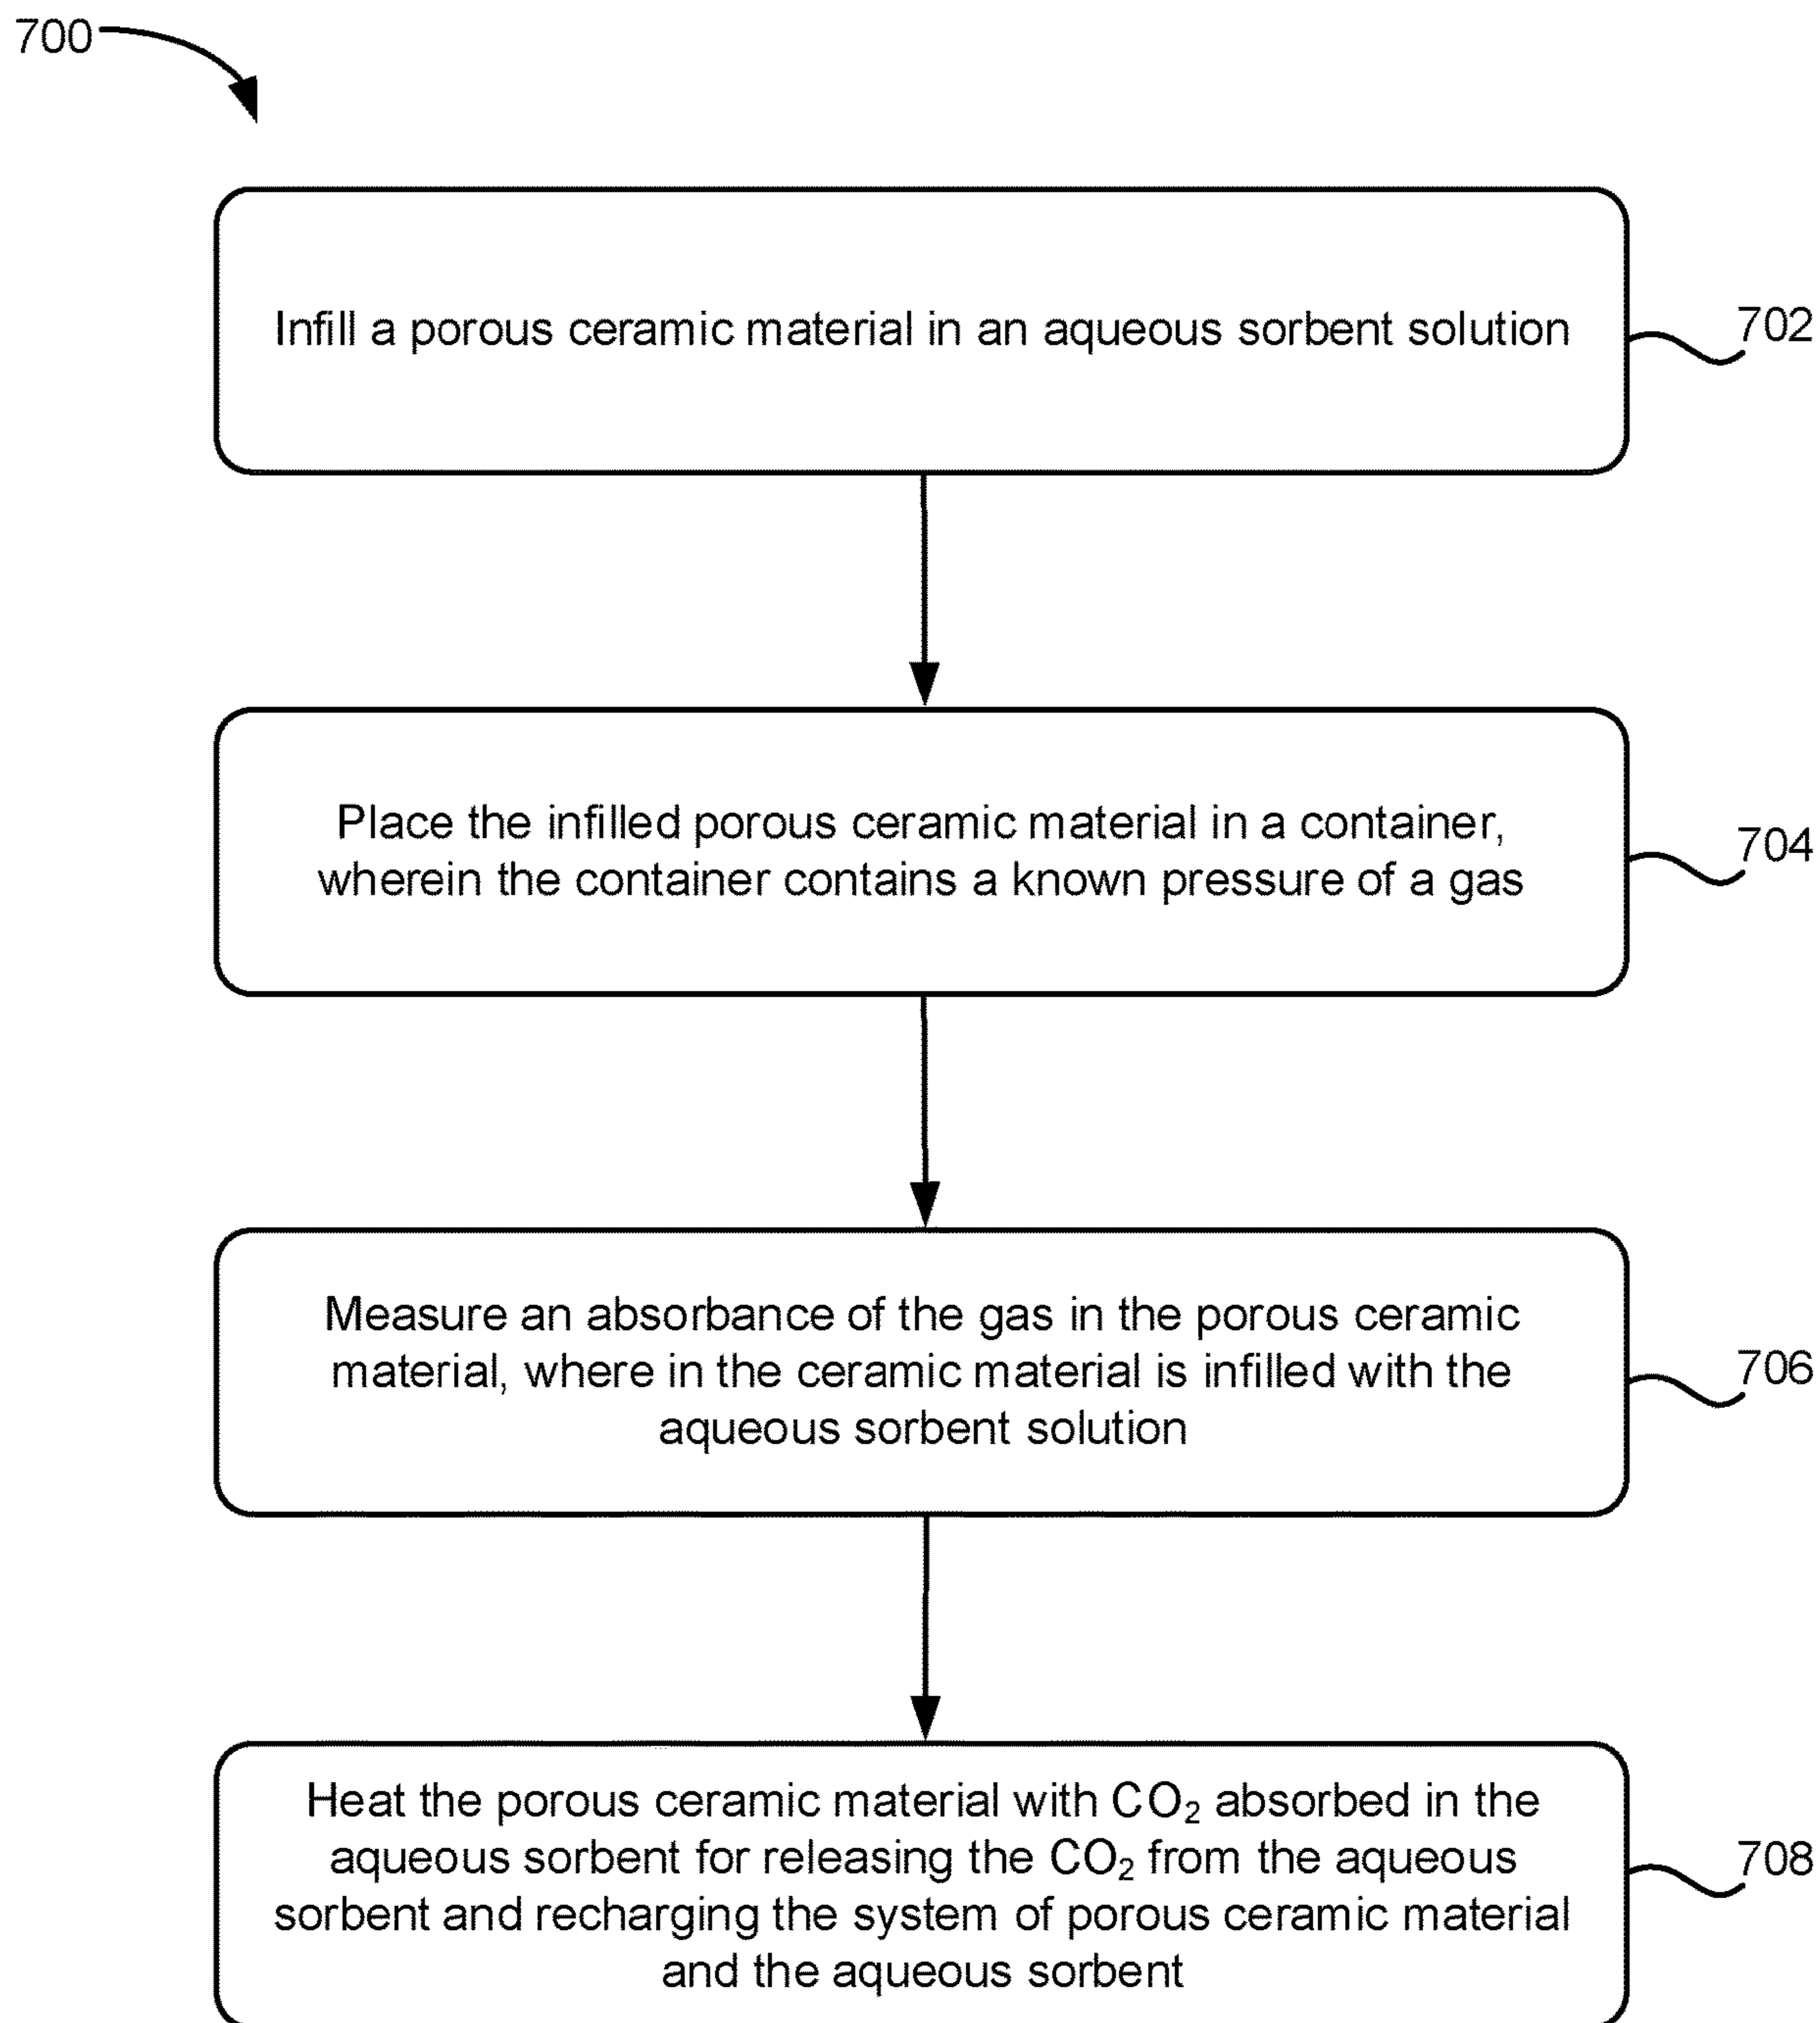 700
Infill a porous ceramic material in an aqueous sorbent solution
702
Place the infilled porous ceramic material in a container,
wherein the container contains a known pressure of a gas
704
Measure an absorbance of the gas in the porous ceramic
material, where in the ceramic material is infilled with the
aqueous sorbent solution
706
Heat the porous ceramic material with CO₂ absorbed in the
aqueous sorbent for releasing the CO₂ from the aqueous
sorbent and recharging the system of porous ceramic material
and the aqueous sorbent
708